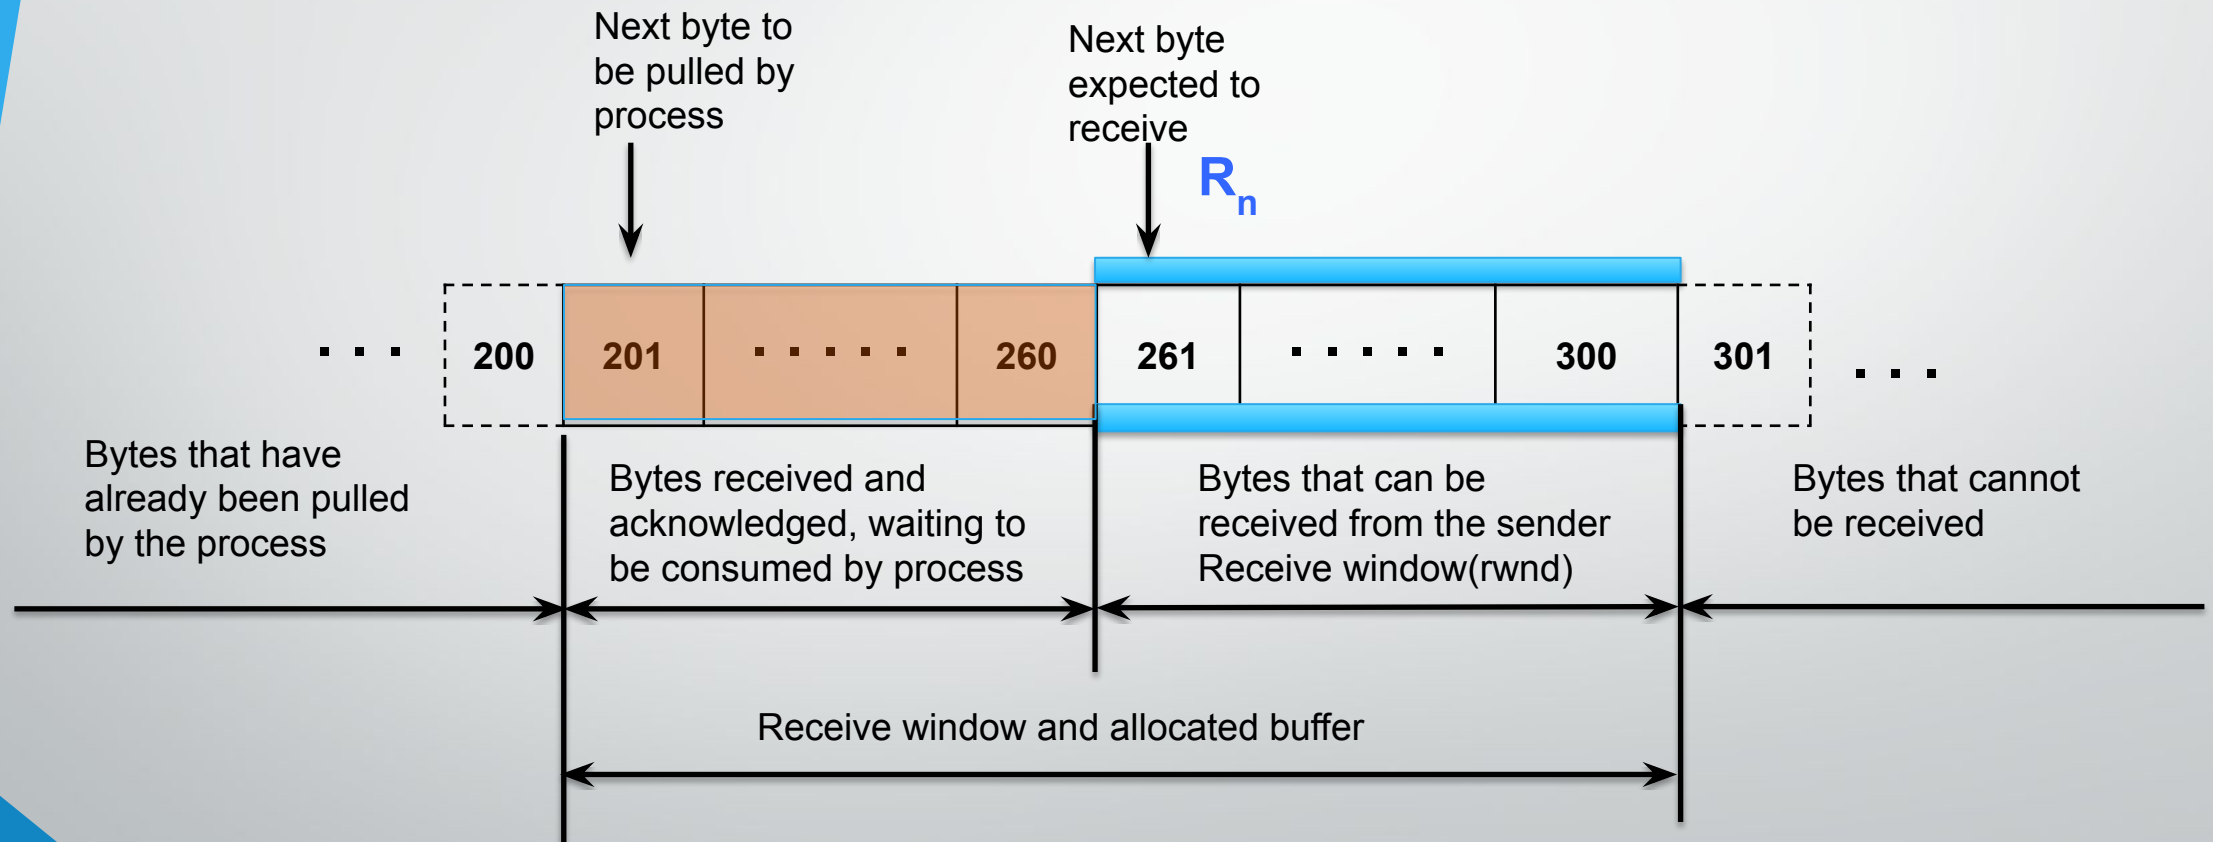 Next byte to
be pulled by
process
Next byte
expected to
receive
Rn
200
201
260
261
300
301
Bytes that have
already been pulled
by the process
Bytes received and
acknowledged, waiting to
be consumed by process
Bytes that can be
received from the sender
Receive window(rwnd)
Bytes that cannot
be received
Receive window and allocated buffer